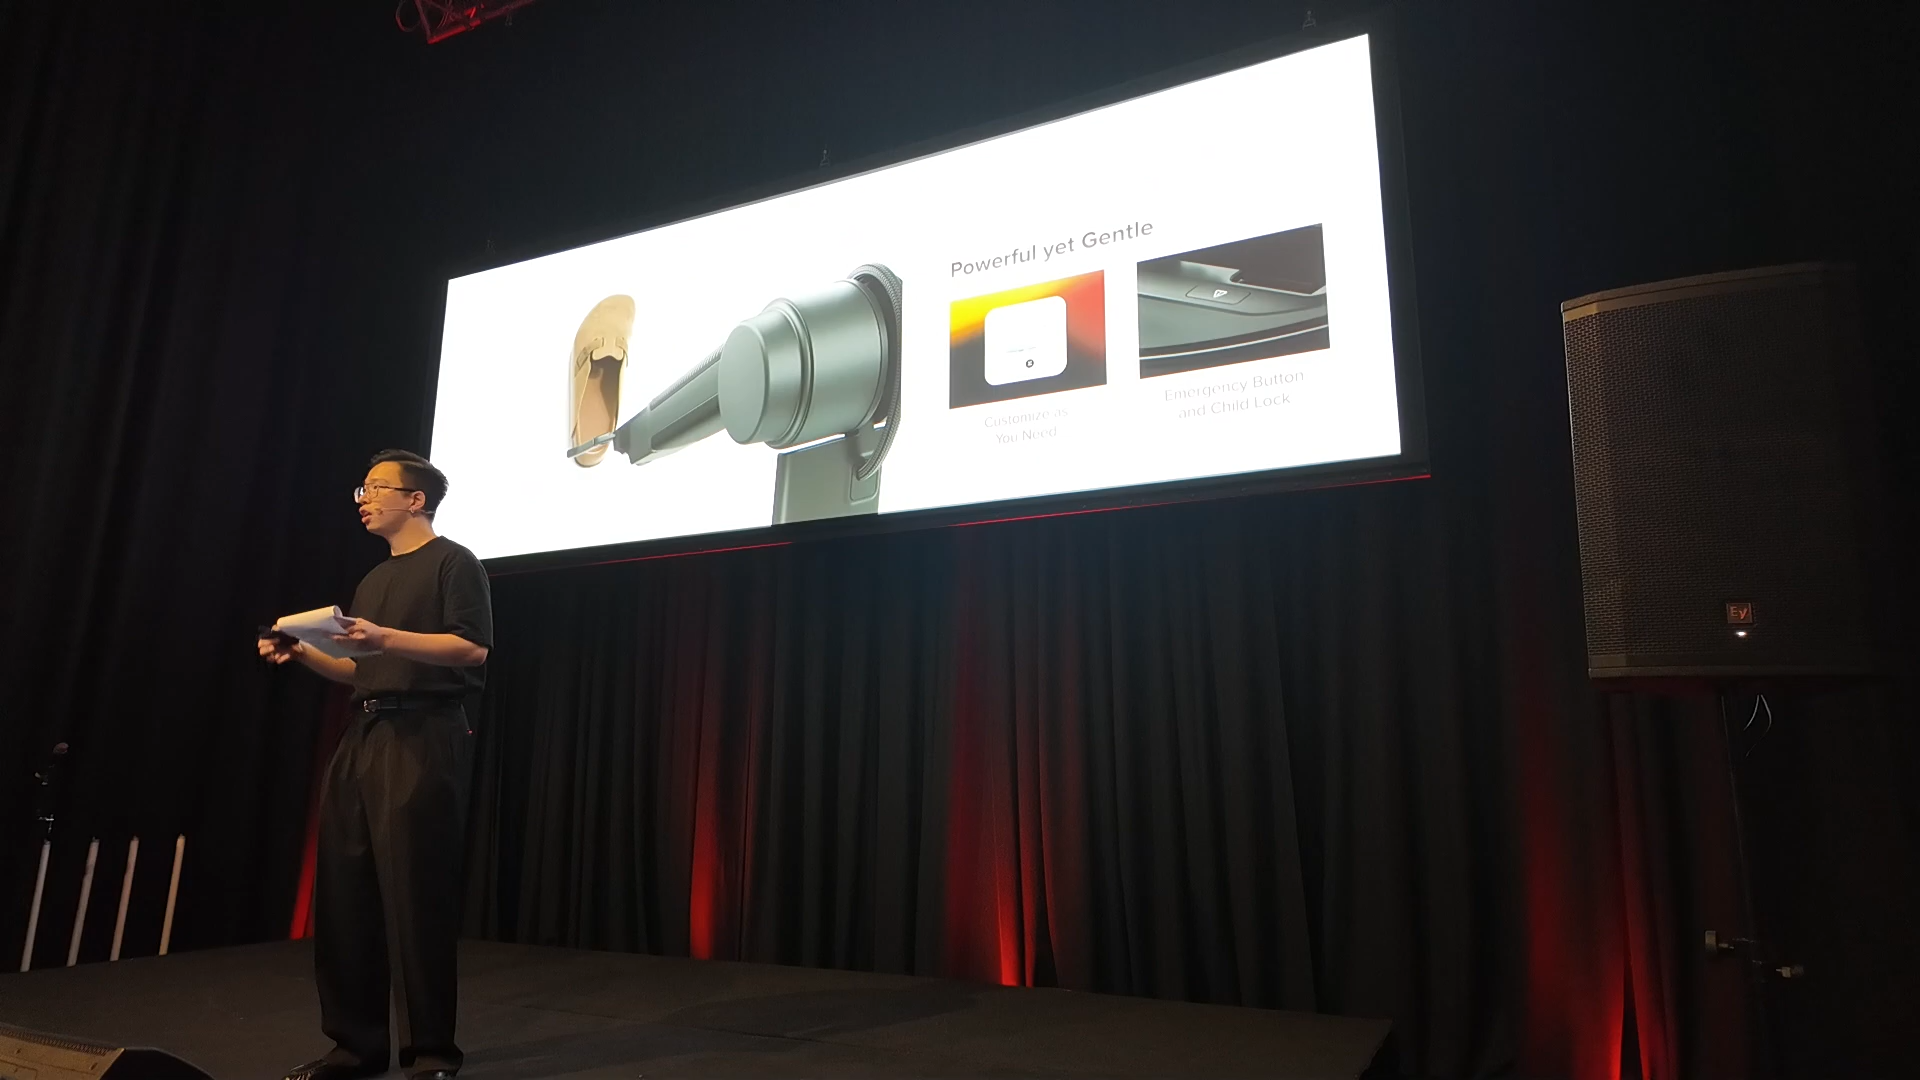 Powerful yet Gentle
Customize as
You Need
Emergency Button
and Child Lock
EV